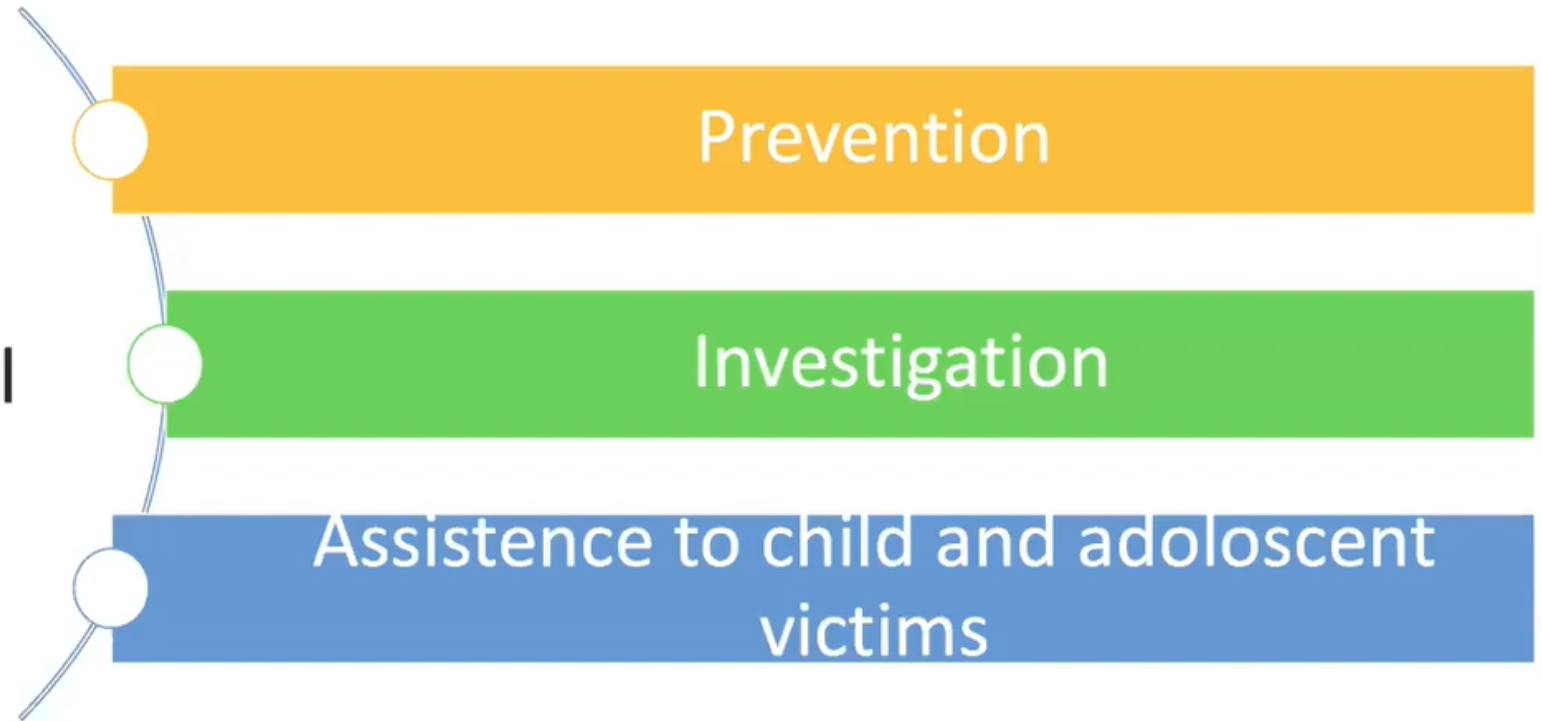 Prevention
Investigation
Assistence to child and adoloscent
victims